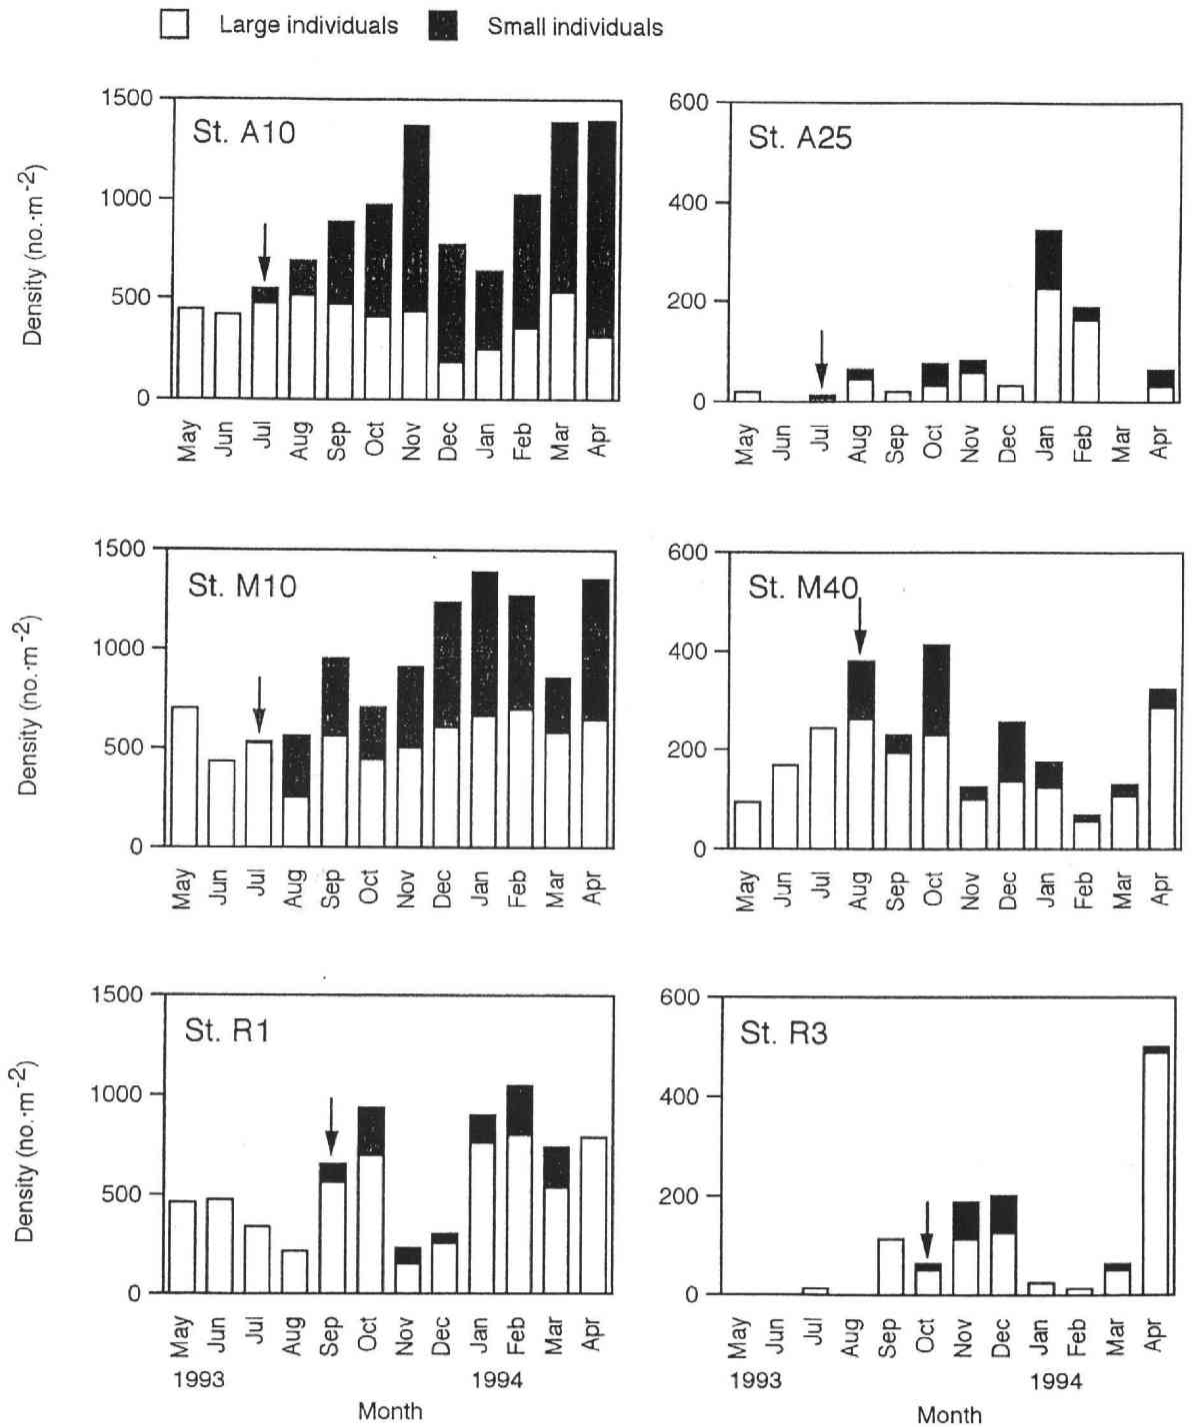 Large individuals Small individuals
St. A10
1500
1000
500
0
Density (no.·m-2)
May Jun Jul Aug Sep Oct Nov Dec Jan Feb Mar Apr
St. A25
600
400
200
0
May Jun Jul Aug Sep Oct Nov Dec Jan Feb Mar Apr
St. M10
1500
1000
500
0
Density (no.·m-2)
May Jun Jul Aug Sep Oct Nov Dec Jan Feb Mar Apr
St. M40
600
400
200
0
May Jun Jul Aug Sep Oct Nov Dec Jan Feb Mar Apr
St. R1
1500
1000
500
0
Density (no.·m-2)
May Jun Jul Aug Sep Oct Nov Dec Jan Feb Mar Apr
1993 1994
Month
St. R3
600
400
200
0
May Jun Jul Aug Sep Oct Nov Dec Jan Feb Mar Apr
1993 1994
Month